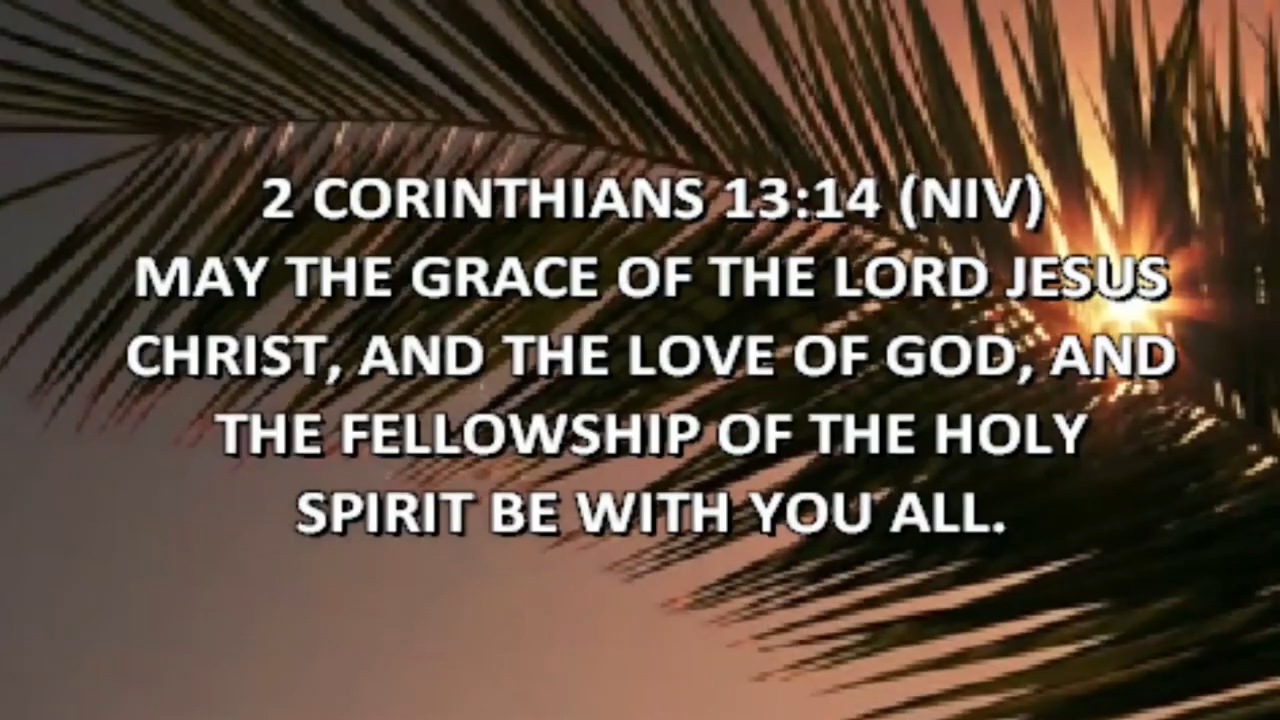 2 CORINTHIANS 13:14 (NIV)
MAY THE GRACE OF THE LORD JESUS
CHRIST, AND THE LOVE OF GOD, AND
THE FELLOWSHIP OF THE HOLY
SPIRIT BE WITH YOU ALL.